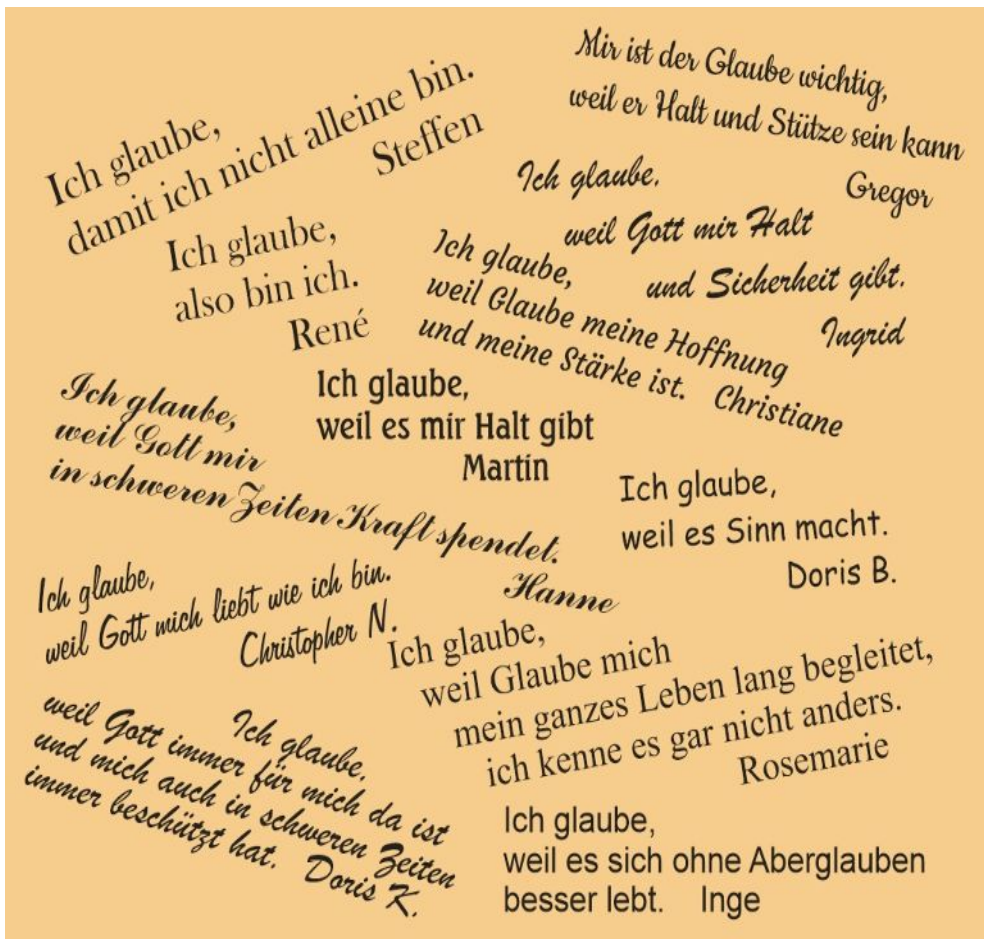 Ich glaube,
damit ich nicht alleine bin.
Steffen
Mir ist der Glaube wichtig,
weil er Halt und Stütze sein kann
Gregor
Ich glaube,
also bin ich.
René
Ich glaube.
weil Gott mir Halt
und Sicherheit gibt.
Ingrid
Ich glaube,
weil Glaube meine Hoffnung
und meine Stärke ist. Christiane
Ich glaube,
weil es mir Halt gibt
Martin
Ich glaube,
weil Gott mir
in schweren Zeiten Kraft spendet.
Hanne
Ich glaube,
weil es Sinn macht.
Doris B.
Ich glaube,
weil Gott mich liebt wie ich bin.
Christopher N.
Ich glaube,
weil Glaube mich
mein ganzes Leben lang begleitet,
ich kenne es gar nicht anders.
Rosemarie
Ich glaube.
weil Gott immer für mich da ist
und mich auch in schweren Zeiten
immer beschützt hat. Doris K.
Ich glaube,
weil es sich ohne Aberglauben
besser lebt. Inge